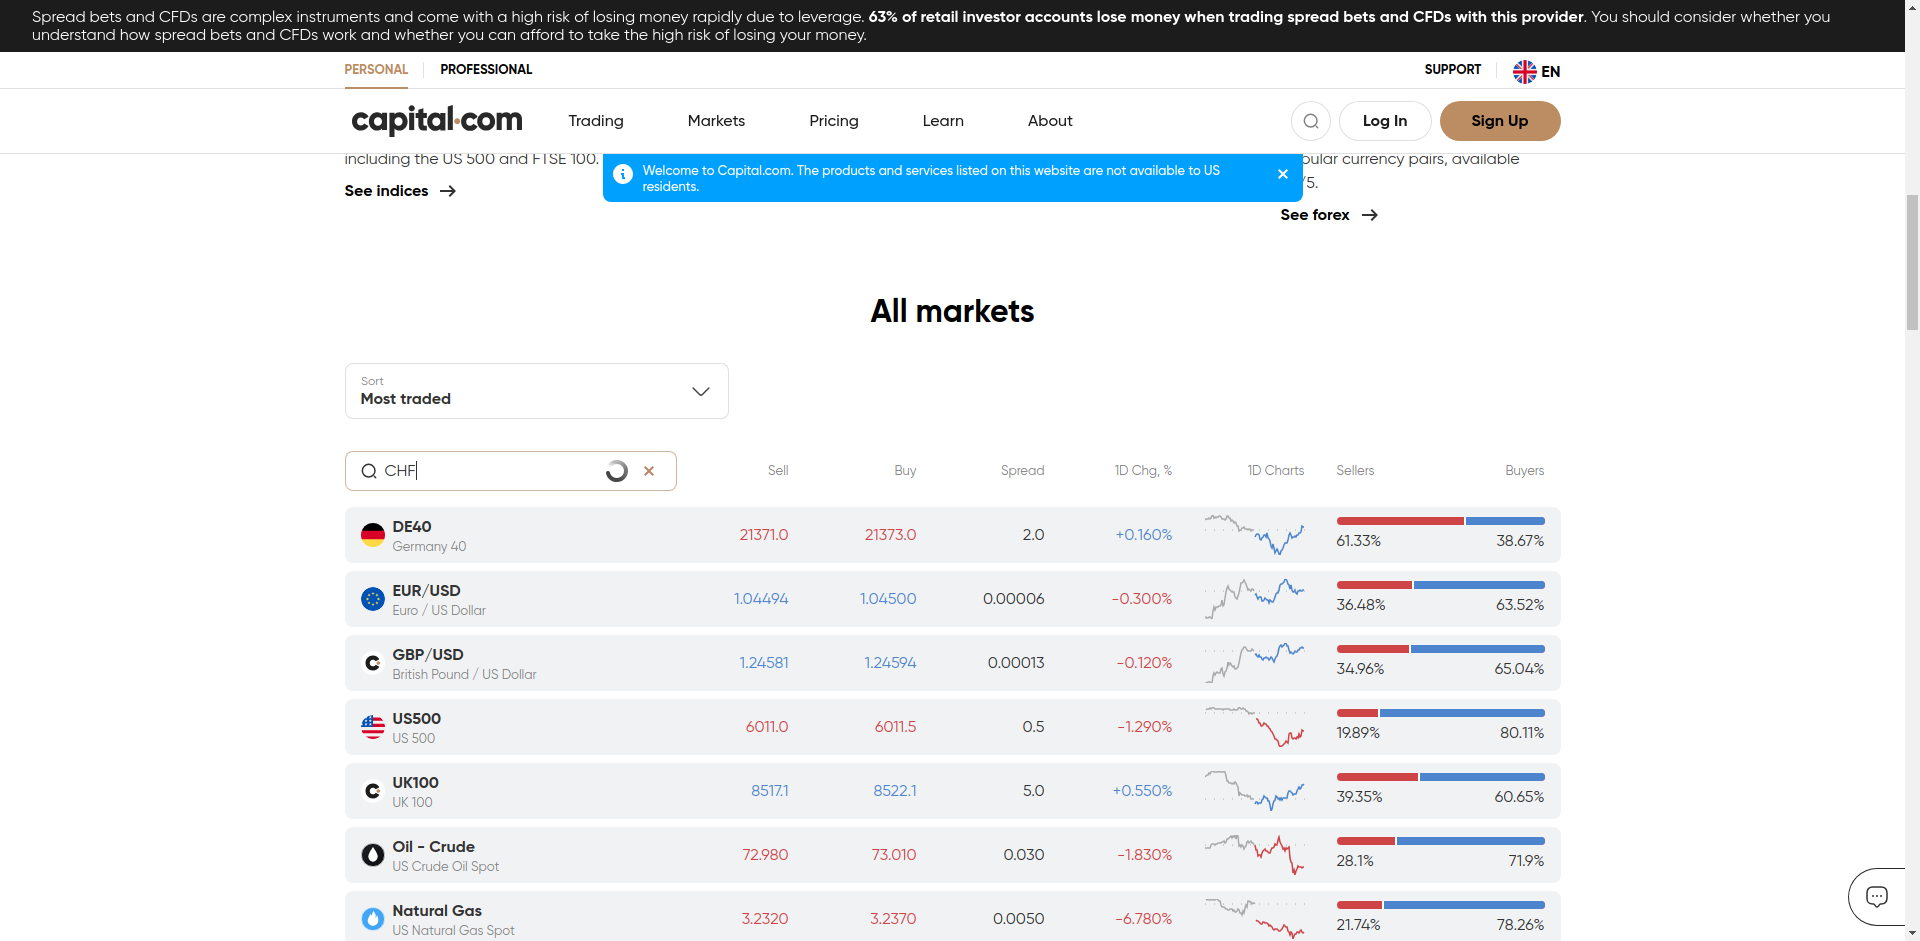 Spread bets and CFDs are complex instruments and come with a high risk of losing money rapidly due to leverage. 63% of retail investor accounts lose money when trading spread bets and CFDs with this provider. You should consider whether you
understand how spread bets and CFDs work and whether you can afford to take the high risk of losing your money.
PERSONAL PROFESSIONAL SUPPORT EN
capital.com Trading Markets Pricing Learn About Log In Sign Up
including the US 500 and FTSE 100.
Welcome to Capital.com. The products and services listed on this website are not available to US
residents.
pular currency pairs, available
/5.
See indices
See forex
All markets
Sort
Most traded
CHF Sell Buy Spread 1D Chg, % 1D Charts Sellers Buyers
DE40
Germany 40
21371.0 21373.0 2.0 +0.160% 61.33% 38.67%
EUR/USD
Euro / US Dollar
1.04494 1.04500 0.00006 -0.300% 36.48% 63.52%
GBP/USD
British Pound / US Dollar
1.24581 1.24594 0.00013 -0.120% 34.96% 65.04%
US500
US 500
6011.0 6011.5 0.5 -1.290% 19.89% 80.11%
UK100
UK 100
8517.1 8522.1 5.0 +0.550% 39.35% 60.65%
Oil - Crude
US Crude Oil Spot
72.980 73.010 0.030 -1.830% 28.1% 71.9%
Natural Gas
US Natural Gas Spot
3.2320 3.2370 0.0050 -6.780% 21.74% 78.26%